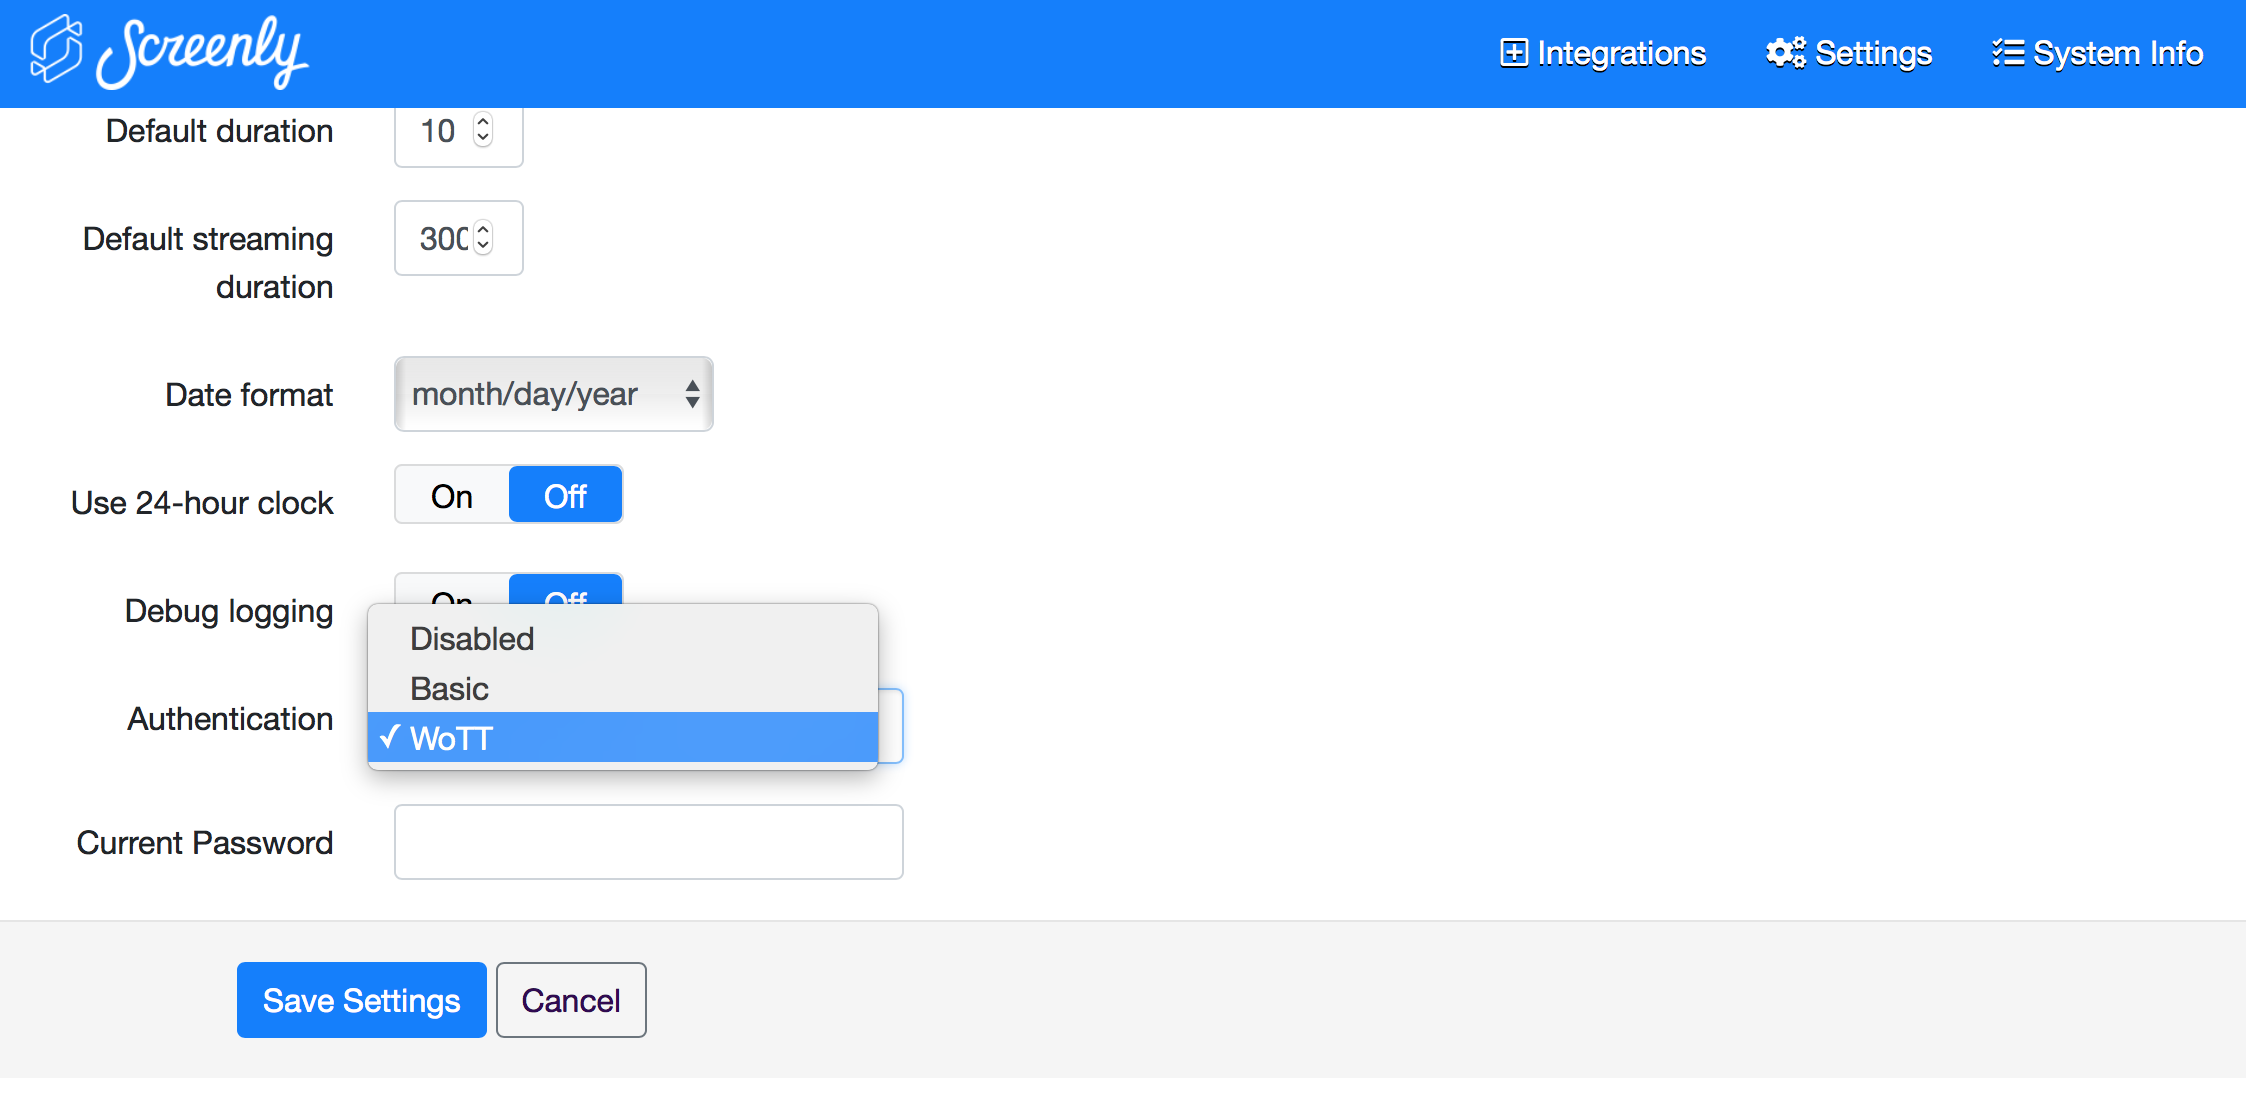 Screenly
Integrations
Settings
System Info
Default duration
10
Default streaming
duration
300
Date format
month/day/year
Use 24-hour clock
On
Off
Debug logging
On
Off
Disabled
Basic
Authentication
✓ WoTT
Current Password
Save Settings
Cancel